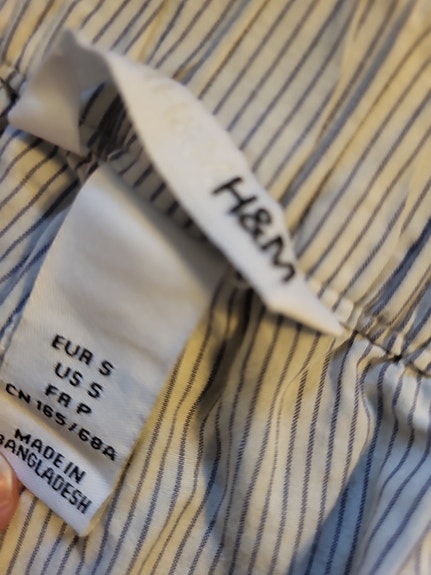 H&M
EUR S
US S
FR P
CN 165/68A
MADE IN
BANGLADESH